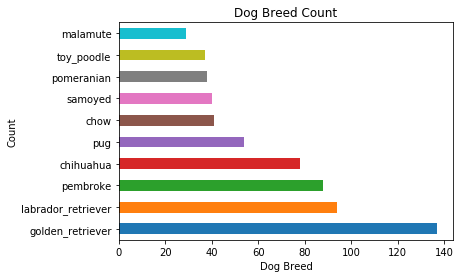 Dog Breed Count
Count
malamute
toy_poodle
pomeranian
samoyed
chow
pug
chihuahua
pembroke
labrador_retriever
golden_retriever
0 20 40 60 80 100 120 140
Dog Breed